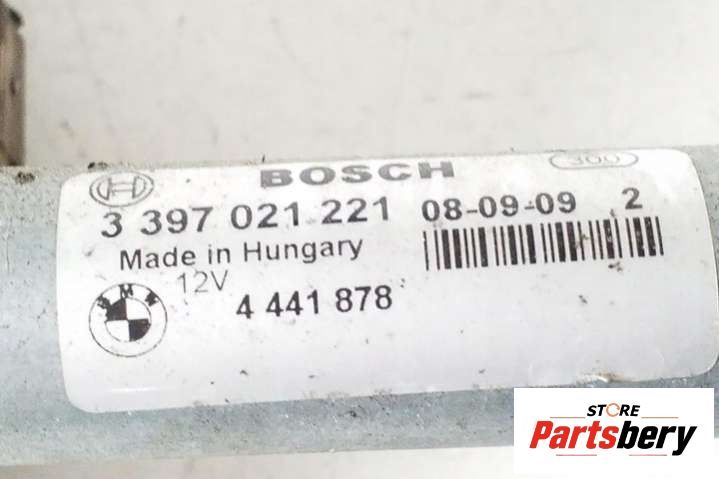 BOSCH
300
3 397 021 221 08-09-09 2
Made in Hungary
12V
BMW
4 441 878
STORE
Partsbery